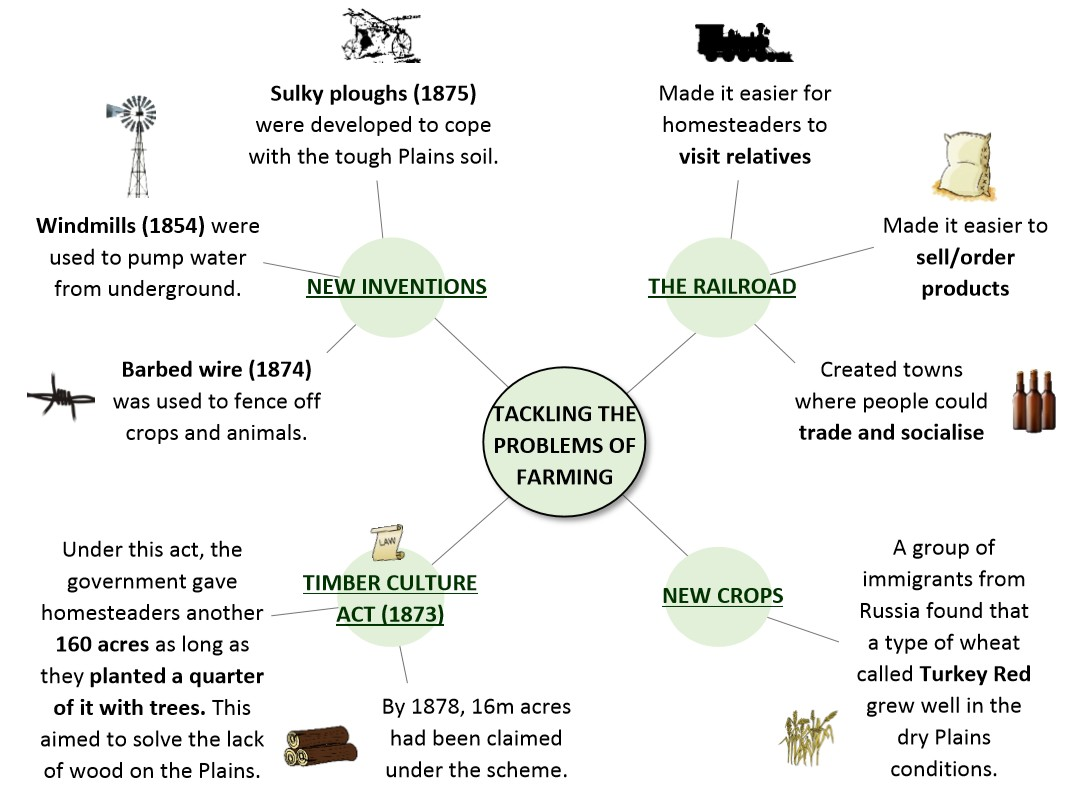 Sulky ploughs (1875)
were developed to cope
with the tough Plains soil.
Windmills (1854) were
used to pump water
from underground.
NEW INVENTIONS
Barbed wire (1874)
was used to fence off
crops and animals.
Made it easier for
homesteaders to
visit relatives
Made it easier to
sell/order
products
THE RAILROAD
Created towns
where people could
trade and socialise
TACKLING THE
PROBLEMS OF
FARMING
LAW
TIMBER CULTURE
ACT (1873)
Under this act, the
government gave
homesteaders another
160 acres as long as
they planted a quarter
of it with trees. This
aimed to solve the lack
of wood on the Plains.
By 1878, 16m acres
had been claimed
under the scheme.
NEW CROPS
A group of
immigrants from
Russia found that
a type of wheat
called Turkey Red
grew well in the
dry Plains
conditions.